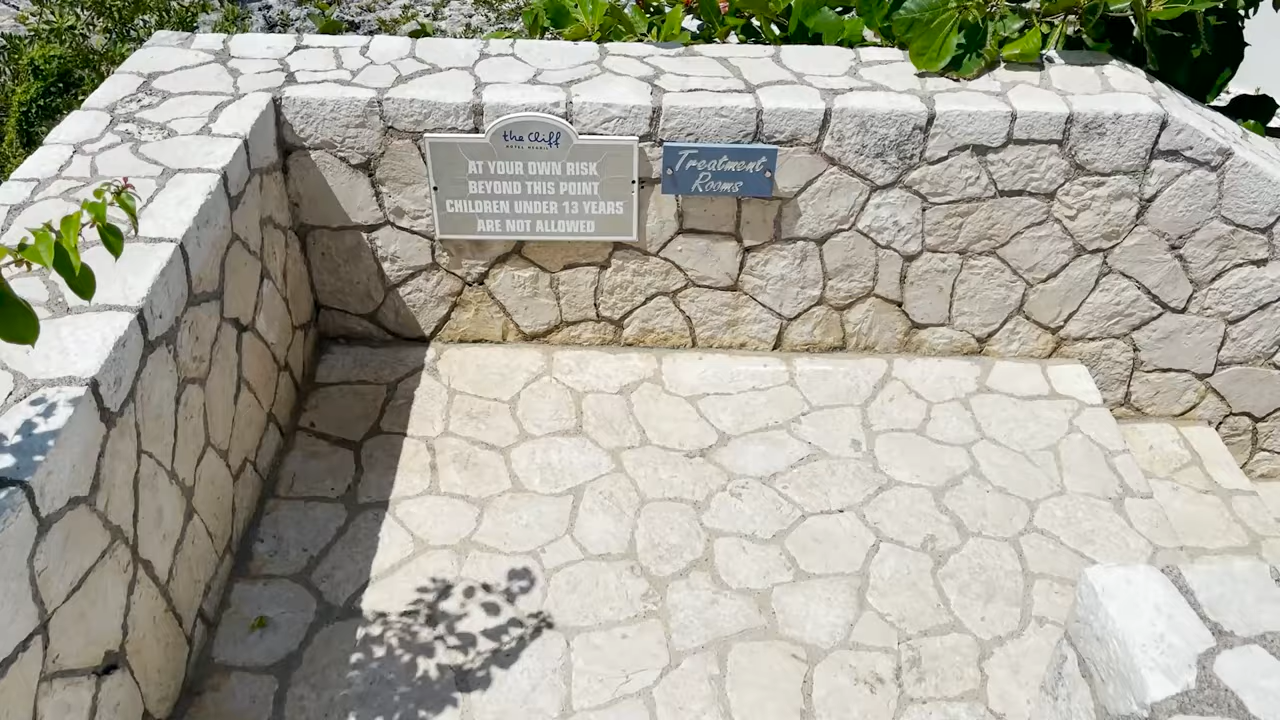 the Cliff
HOTEL NEGRIL
AT YOUR OWN RISK
BEYOND THIS POINT
CHILDREN UNDER 13 YEARS
ARE NOT ALLOWED
Treatment
Rooms